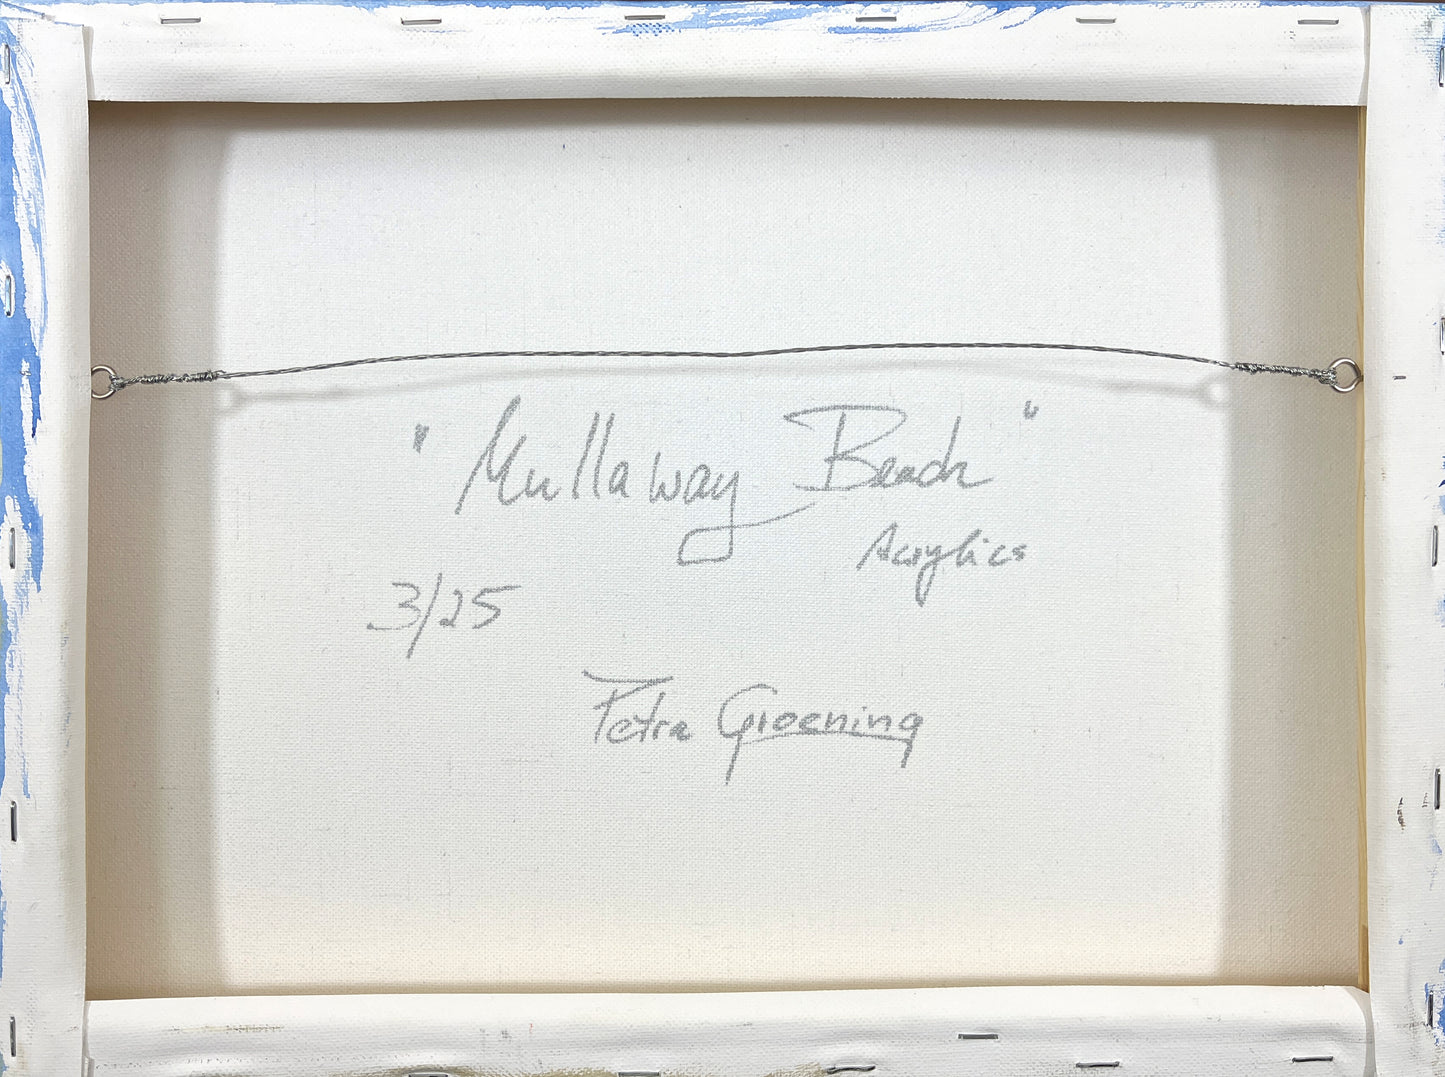 "Mullaway Beach"
Acrylics
3/25
Petra Groening